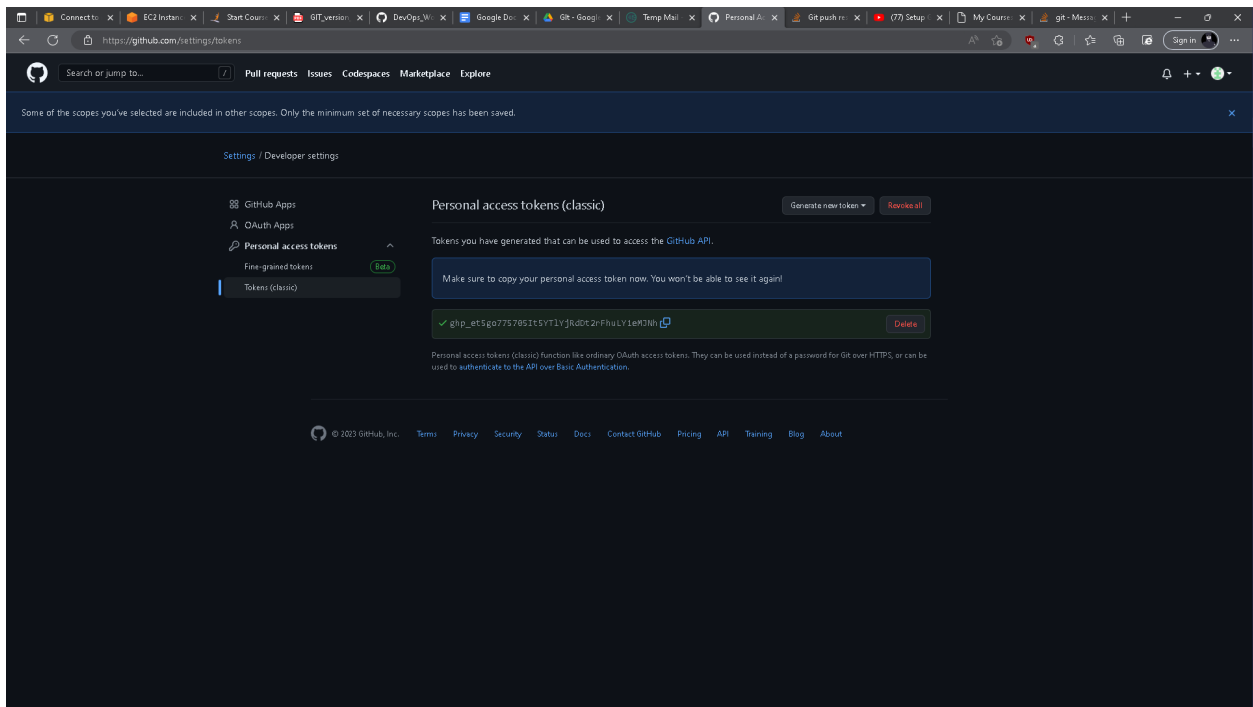 Connect to
EC2 Instanc
Start Course
GIT_version
DevOps_Wo
Google Doc
GIt - Google
Temp Mail
Personal Ac
Git push re
(77) Setup
My Courses
git - Messa
https://github.com/settings/tokens
Sign in
Search or jump to...
/
Pull requests Issues Codespaces Marketplace Explore
Some of the scopes you've selected are included in other scopes. Only the minimum set of necessary scopes has been saved.
Settings / Developer settings
GitHub Apps
OAuth Apps
Personal access tokens
Fine-grained tokens
Beta
Tokens (classic)
Personal access tokens (classic)
Generate new token
Revoke all
Tokens you have generated that can be used to access the GitHub API.
Make sure to copy your personal access token now. You won't be able to see it again!
Delete
Personal access tokens (classic) function like ordinary OAuth access tokens. They can be used instead of a password for Git over HTTPS, or can be
used to authenticate to the API over Basic Authentication.
© 2023 GitHub, Inc.
Terms Privacy Security Status Docs Contact GitHub Pricing API Training Blog About